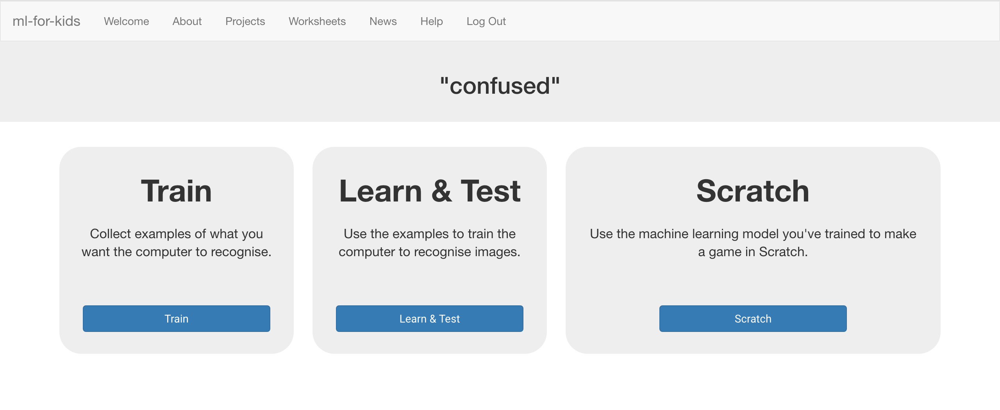 ml-for-kids Welcome About Projects Worksheets News Help Log Out
"confused"
Train
Collect examples of what you
want the computer to recognise.
Train
Learn & Test
Use the examples to train the
computer to recognise images.
Learn & Test
Scratch
Use the machine learning model you've trained to make
a game in Scratch.
Scratch